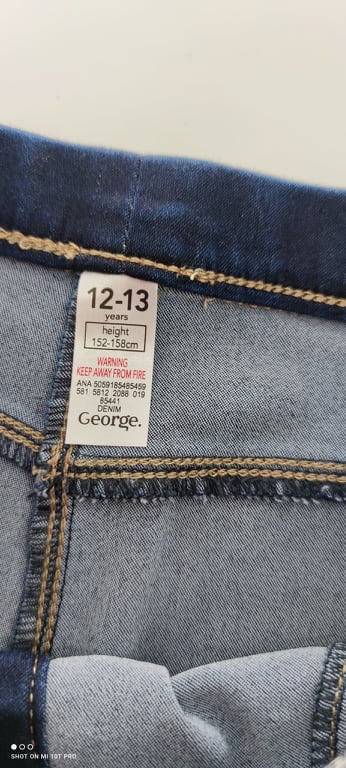 12-13
years
height
152-158cm
WARNING
KEEP AWAY FROM FIRE
ANA 5059185485459
581 5812 2088 019
85441
DENIM
George.
SHOT ON MI 10T PRO